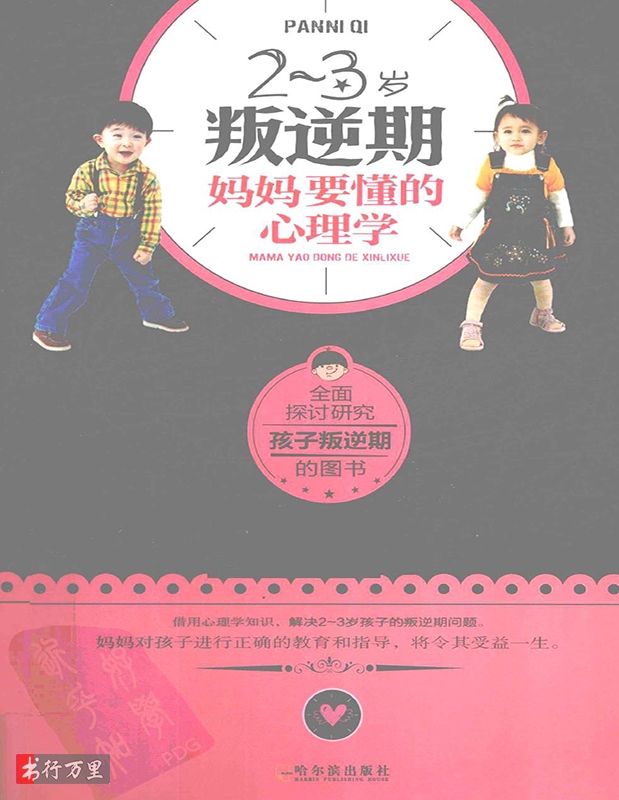 PANNI QI
2~3岁
叛逆期
妈妈要懂的
心理学
MAMA YAO DONG DE XINLIXUE
全面
探讨研究
孩子叛逆期
的图书
借用心理学知识，解决2~3岁孩子的叛逆期问题。
妈妈对孩子进行正确的教育和指导，将令其受益一生。
PDG
书行万里
哈尔滨出版社
HARBIN PUBLISHING HOUSE